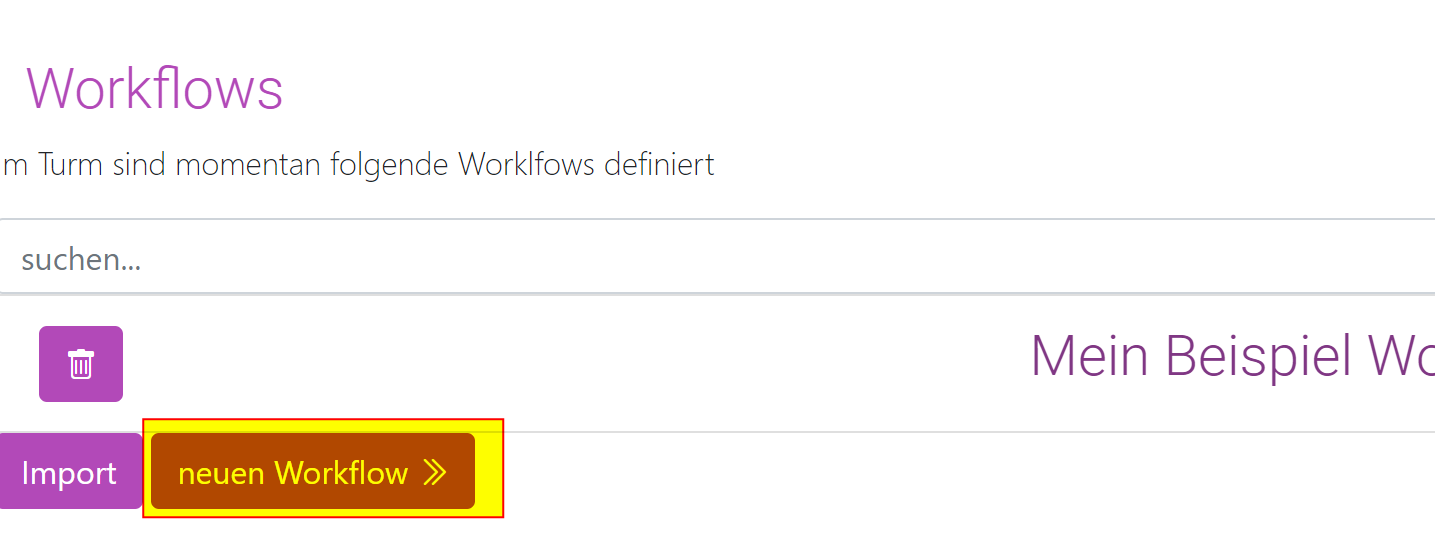 Workflows
m Turm sind momentan folgende Worklfows definiert
suchen...
Mein Beispiel Wo
Import
neuen Workflow